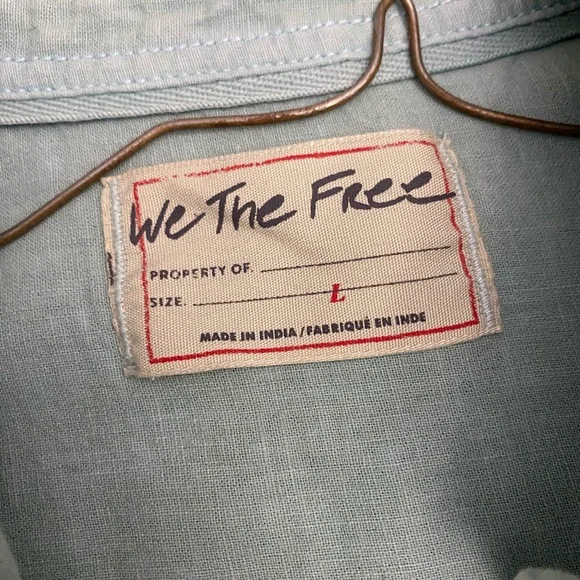 We The Free
PROPERTY OF.
SIZE. L
MADE IN INDIA / FABRIQUÉ EN INDE